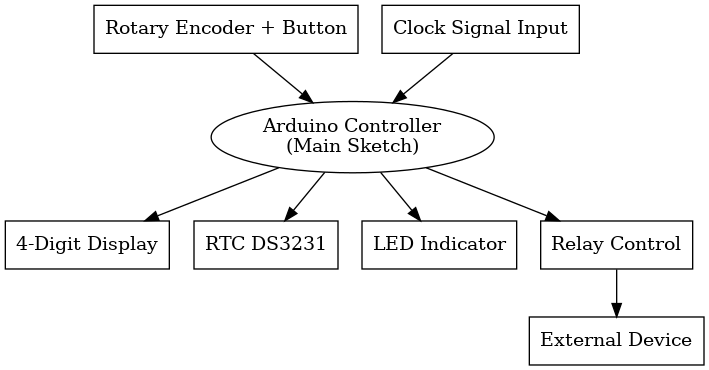 Rotary Encoder + Button
Clock Signal Input
Arduino Controller
(Main Sketch)
4-Digit Display
RTC DS3231
LED Indicator
Relay Control
External Device